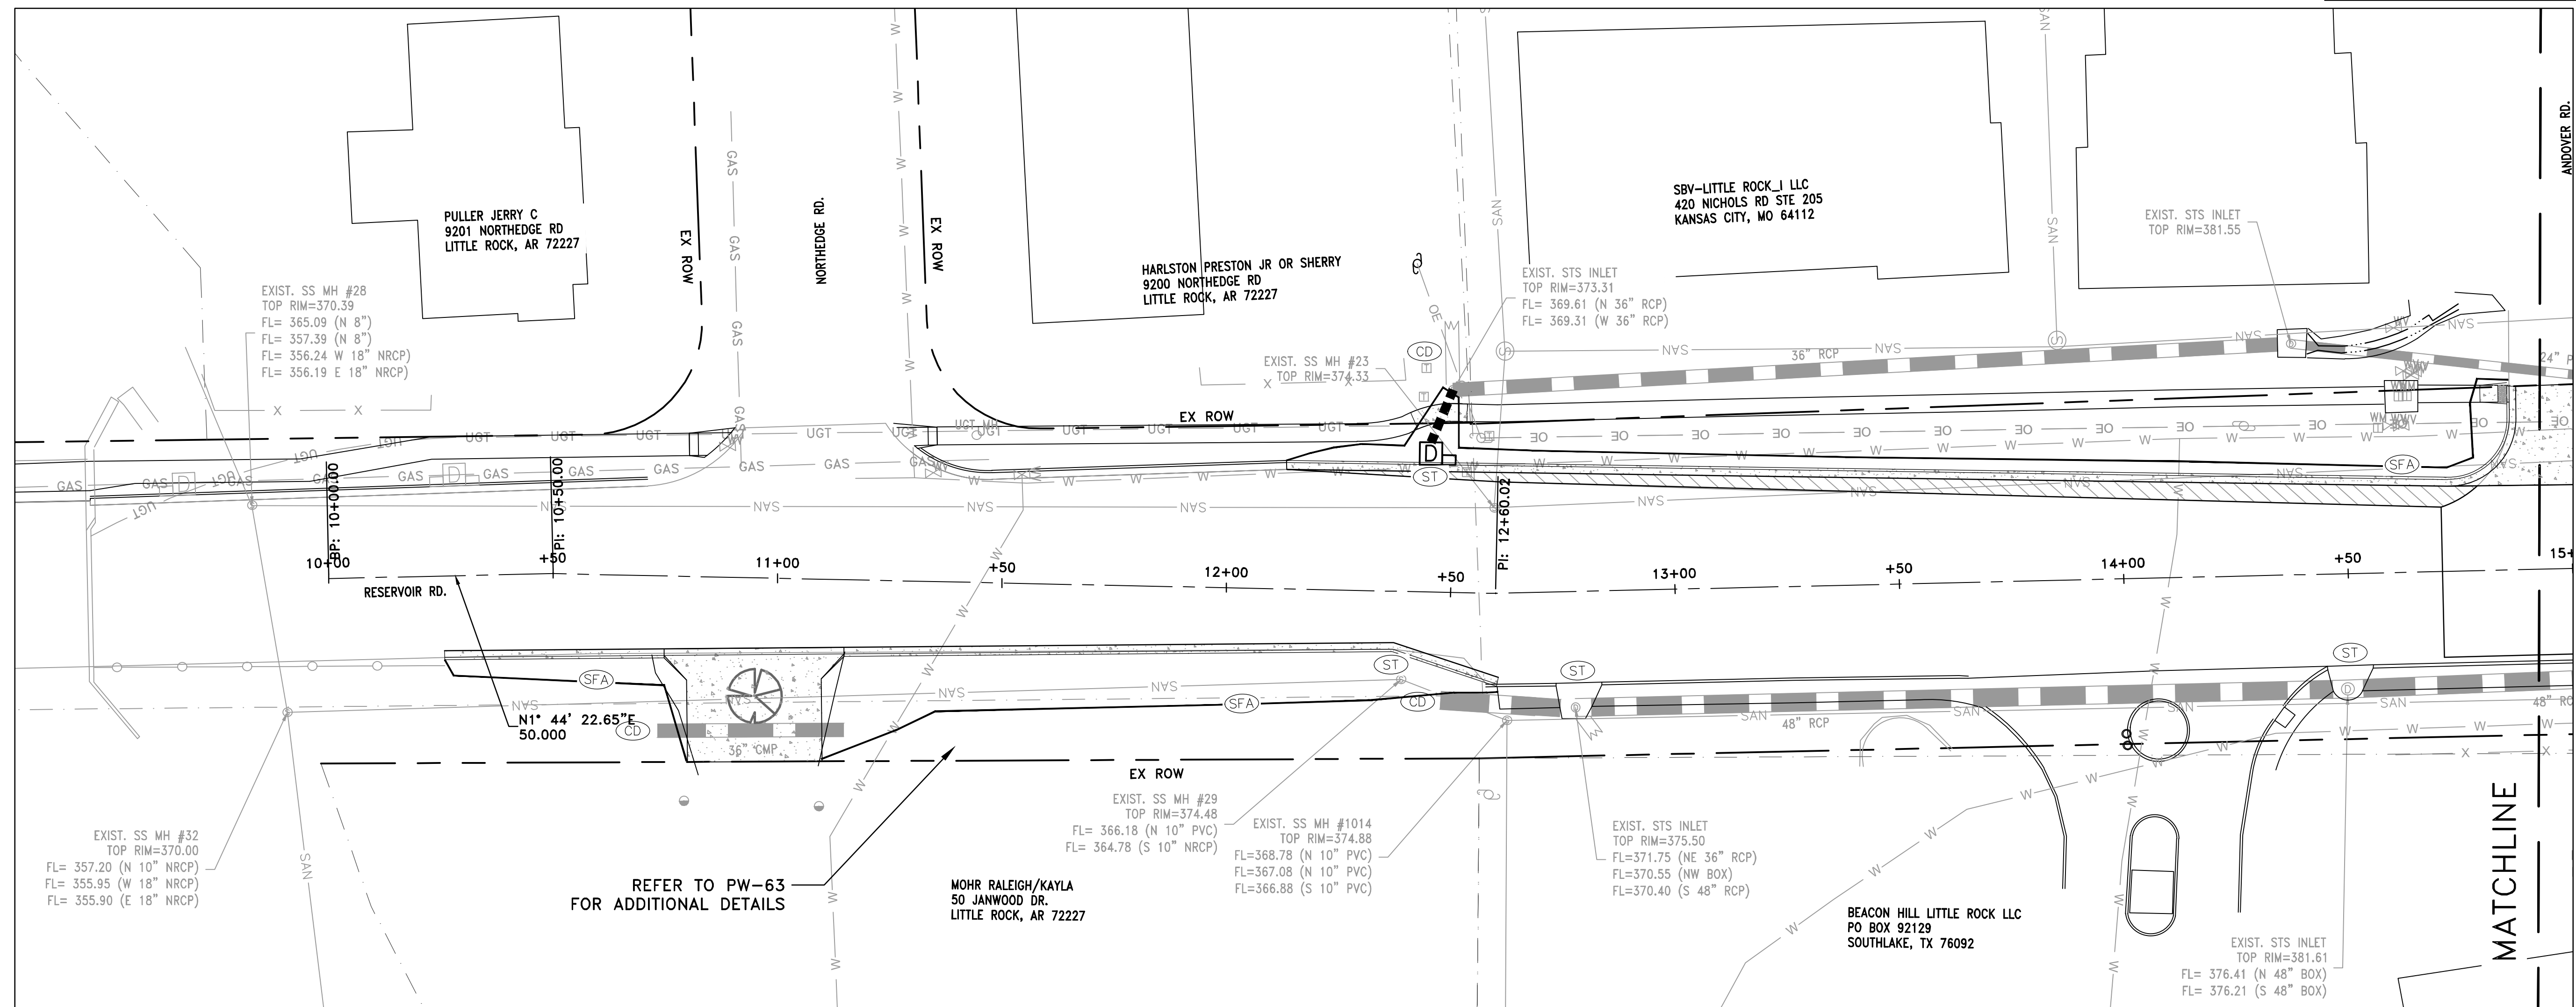 PULLER JERRY C
9201 NORTHEDGE RD
LITTLE ROCK, AR 72227
EX ROW
NORTHEDGE RD.
EX ROW
HARLSTON PRESTON JR OR SHERRY
9200 NORTHEDGE RD
LITTLE ROCK, AR 72227
SBV-LITTLE ROCK_I LLC
420 NICHOLS RD STE 205
KANSAS CITY, MO 64112
EXIST. STS INLET
TOP RIM=381.55
ANDOVER RD.
EXIST. SS MH #28
TOP RIM=370.39
FL= 365.09 (N 8")
FL= 357.39 (N 8")
FL= 356.24 W 18" NRCP)
FL= 356.19 E 18" NRCP)
EXIST. STS INLET
TOP RIM=373.31
FL= 369.61 (N 36" RCP)
FL= 369.31 (W 36" RCP)
EXIST. SS MH #23
TOP RIM=374.33
CD
36" RCP
24" P
EX ROW
UGT MH
UGT
GAS
SAN
OE
W
X
WV
WM
D
ST
SFA
BP: 10+00.00
PI: 10+50.00
PI: 12+60.02
10+00
+50
11+00
+50
12+00
+50
13+00
+50
14+00
+50
15+
RESERVOIR RD.
SFA
N1° 44' 22.65"E
50.000
CD
36" CMP
SFA
ST
CD
ST
48" RCP
ST
D
48" RC
EX ROW
EXIST. SS MH #32
TOP RIM=370.00
FL= 357.20 (N 10" NRCP)
FL= 355.95 (W 18" NRCP)
FL= 355.90 (E 18" NRCP)
REFER TO PW-63
FOR ADDITIONAL DETAILS
EXIST. SS MH #29
TOP RIM=374.48
FL= 366.18 (N 10" PVC)
FL= 364.78 (S 10" NRCP)
EXIST. SS MH #1014
TOP RIM=374.88
FL=368.78 (N 10" PVC)
FL=367.08 (N 10" PVC)
FL=366.88 (S 10" PVC)
MOHR RALEIGH/KAYLA
50 JANWOOD DR.
LITTLE ROCK, AR 72227
EXIST. STS INLET
TOP RIM=375.50
FL=371.75 (NE 36" RCP)
FL=370.55 (NW BOX)
FL=370.40 (S 48" RCP)
BEACON HILL LITTLE ROCK LLC
PO BOX 92129
SOUTHLAKE, TX 76092
EXIST. STS INLET
TOP RIM=381.61
FL= 376.41 (N 48" BOX)
FL= 376.21 (S 48" BOX)
MATCHLINE